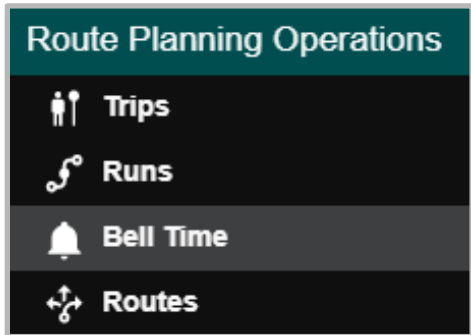 Route Planning Operations
Trips
Runs
Bell Time
Routes